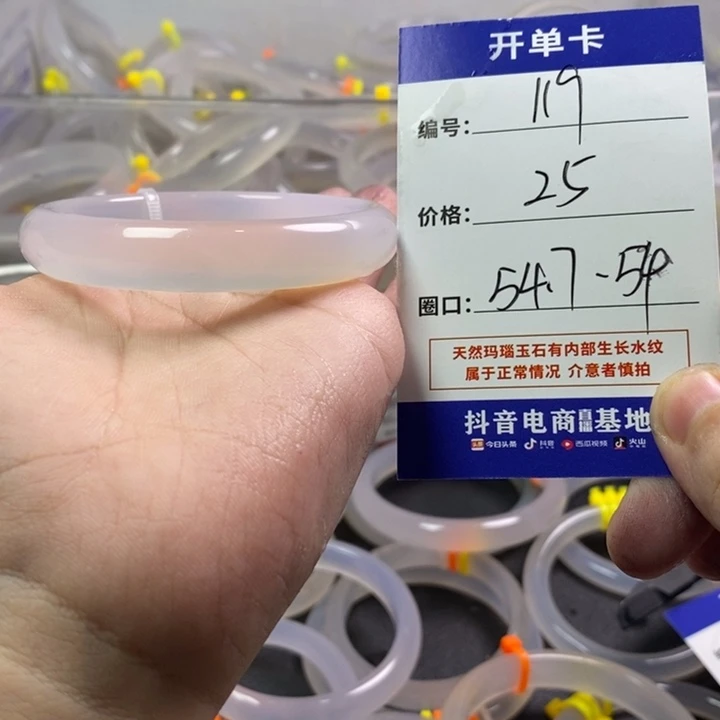 开单卡
编号: 119
价格: 25
圈口: 54.7-54
天然玛瑙玉石有内部生长水纹
属于正常情况 介意者慎拍
抖音电商直播基地
头条 今日头条 抖音 西瓜视频 火山